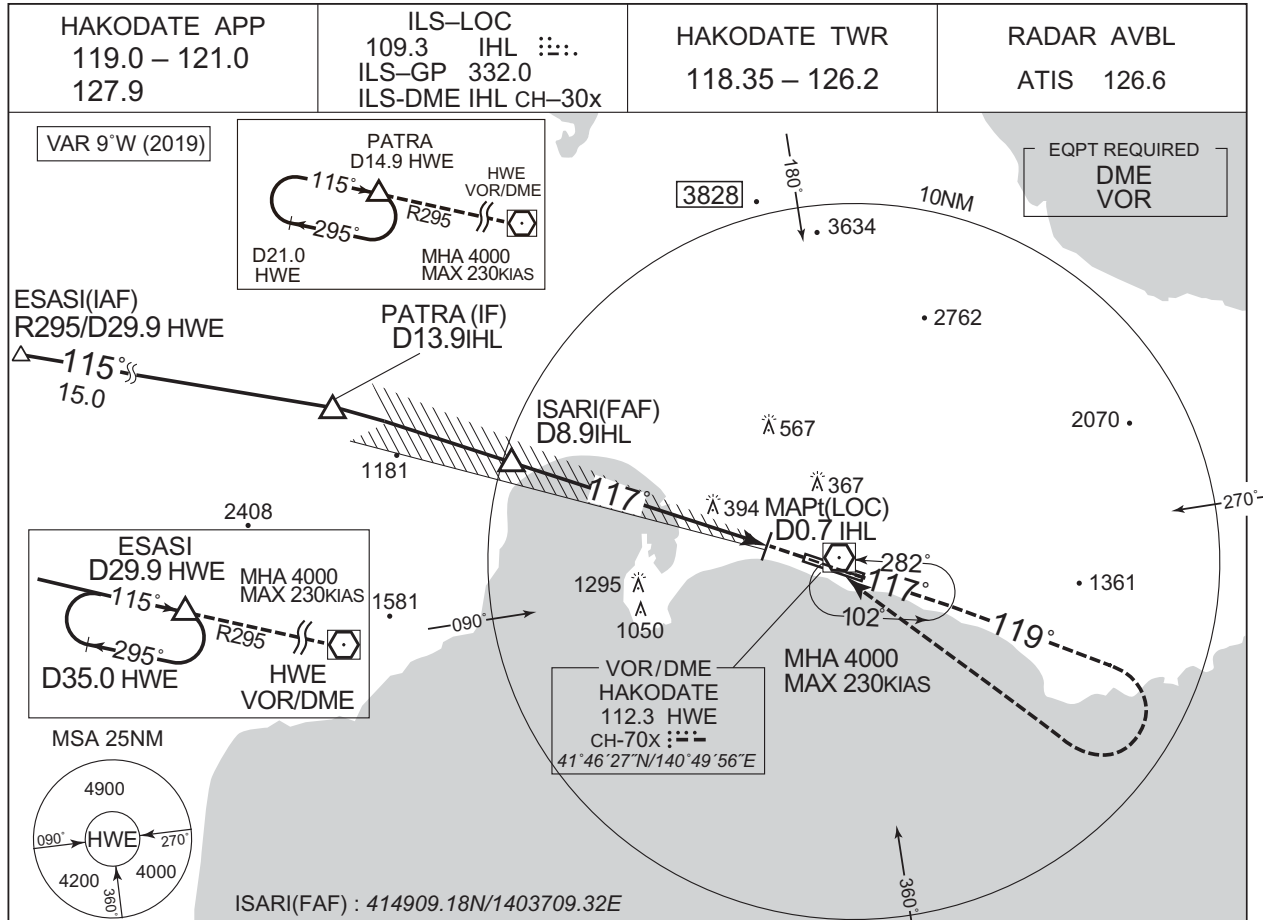 HAKODATE APP
119.0 – 121.0
127.9
ILS–LOC
109.3 IHL
ILS–GP 332.0
ILS-DME IHL CH–30x
HAKODATE TWR
118.35 – 126.2
RADAR AVBL
ATIS 126.6
VAR 9°W (2019)
PATRA
D14.9 HWE
HWE
VOR/DME
115°
R295
295°
D21.0
HWE
MHA 4000
MAX 230KIAS
EQPT REQUIRED
DME
VOR
180°
3828
10NM
3634
2762
ESASI(IAF)
R295/D29.9 HWE
115°
15.0
PATRA (IF)
D13.9IHL
ISARI(FAF)
D8.9IHL
567
2070
1181
117°
394
367
MAPt(LOC)
D0.7 IHL
270°
2408
ESASI
D29.9 HWE
MHA 4000
MAX 230KIAS
115°
R295
295°
D35.0 HWE
HWE
VOR/DME
1581
090°
1295
1050
282°
117°
102°
1361
119°
MHA 4000
MAX 230KIAS
VOR/DME
HAKODATE
112.3 HWE
CH-70X
41°46´27˝N/140°49´56˝E
MSA 25NM
4900
090°
HWE
270°
4200
4000
360°
360°
ISARI(FAF) : 414909.18N/1403709.32E